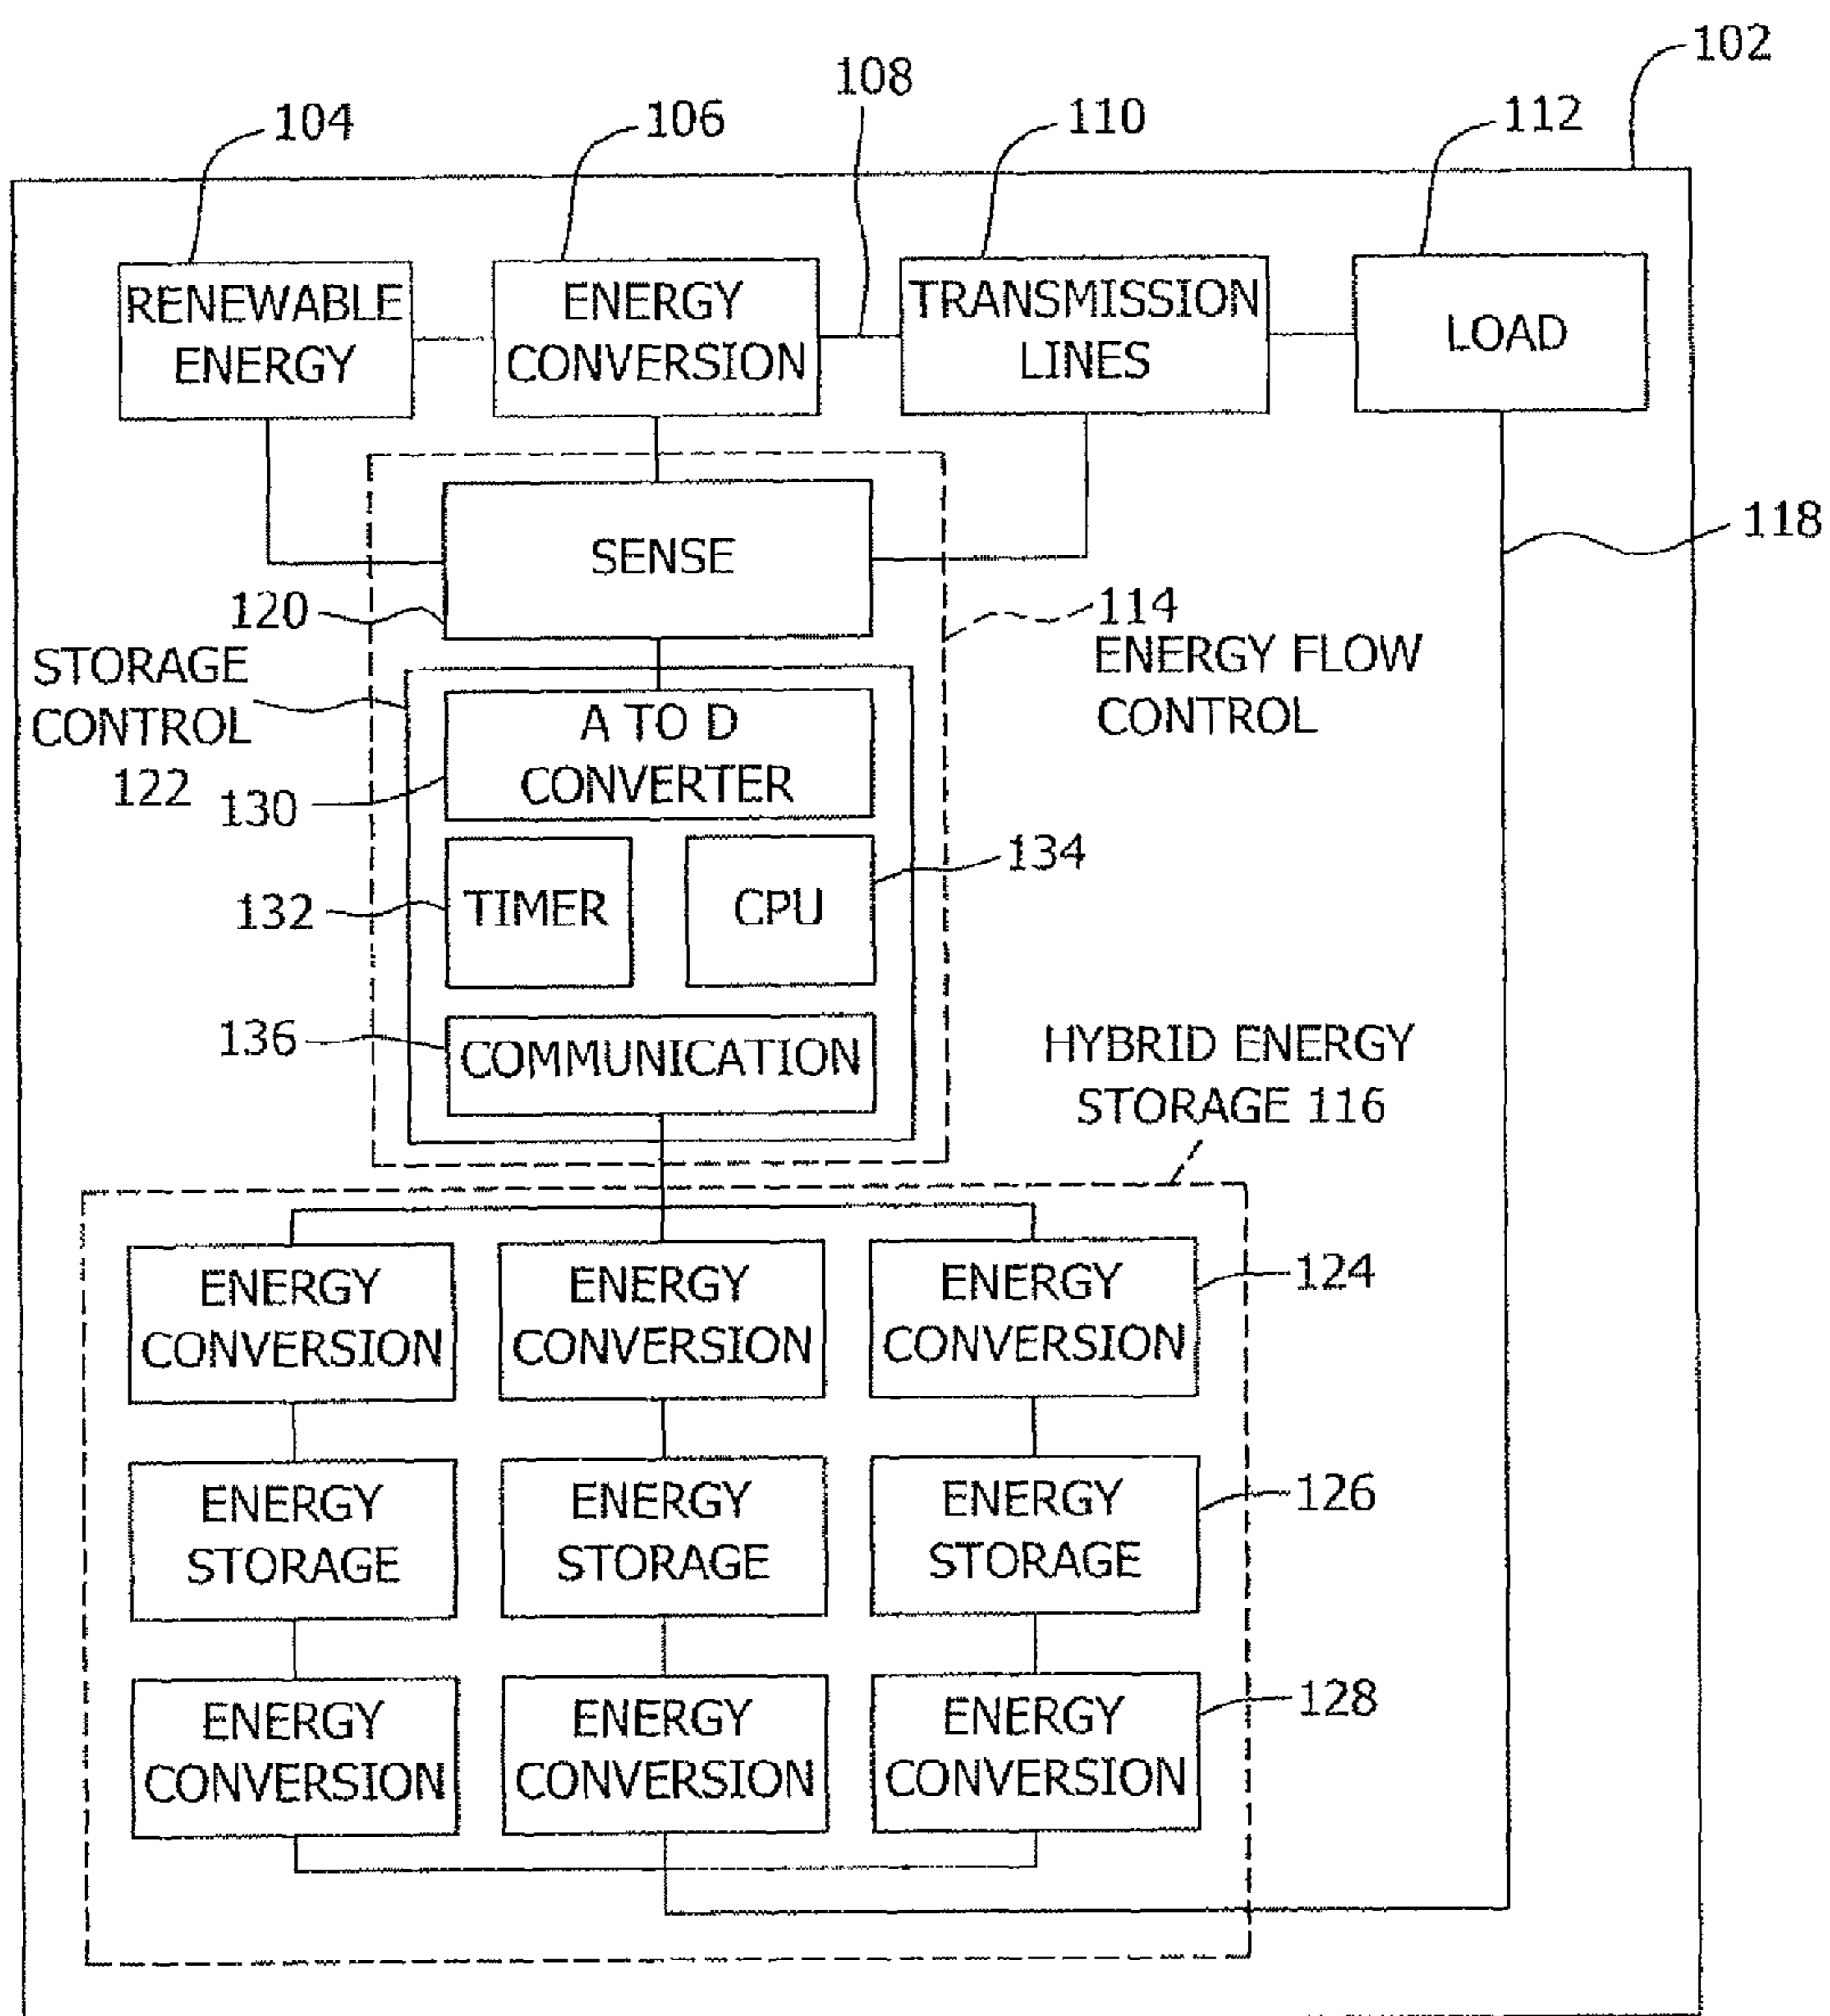 102
108
104
106
110
112
RENEWABLE
ENERGY
ENERGY
CONVERSION
TRANSMISSION
LINES
LOAD
118
SENSE
120
114
ENERGY FLOW
CONTROL
STORAGE
CONTROL
122
A TO D
CONVERTER
130
134
132
TIMER
CPU
136
COMMUNICATION
HYBRID ENERGY
STORAGE 116
ENERGY
CONVERSION
ENERGY
CONVERSION
ENERGY
CONVERSION
124
ENERGY
STORAGE
ENERGY
STORAGE
ENERGY
STORAGE
126
ENERGY
CONVERSION
ENERGY
CONVERSION
ENERGY
CONVERSION
128